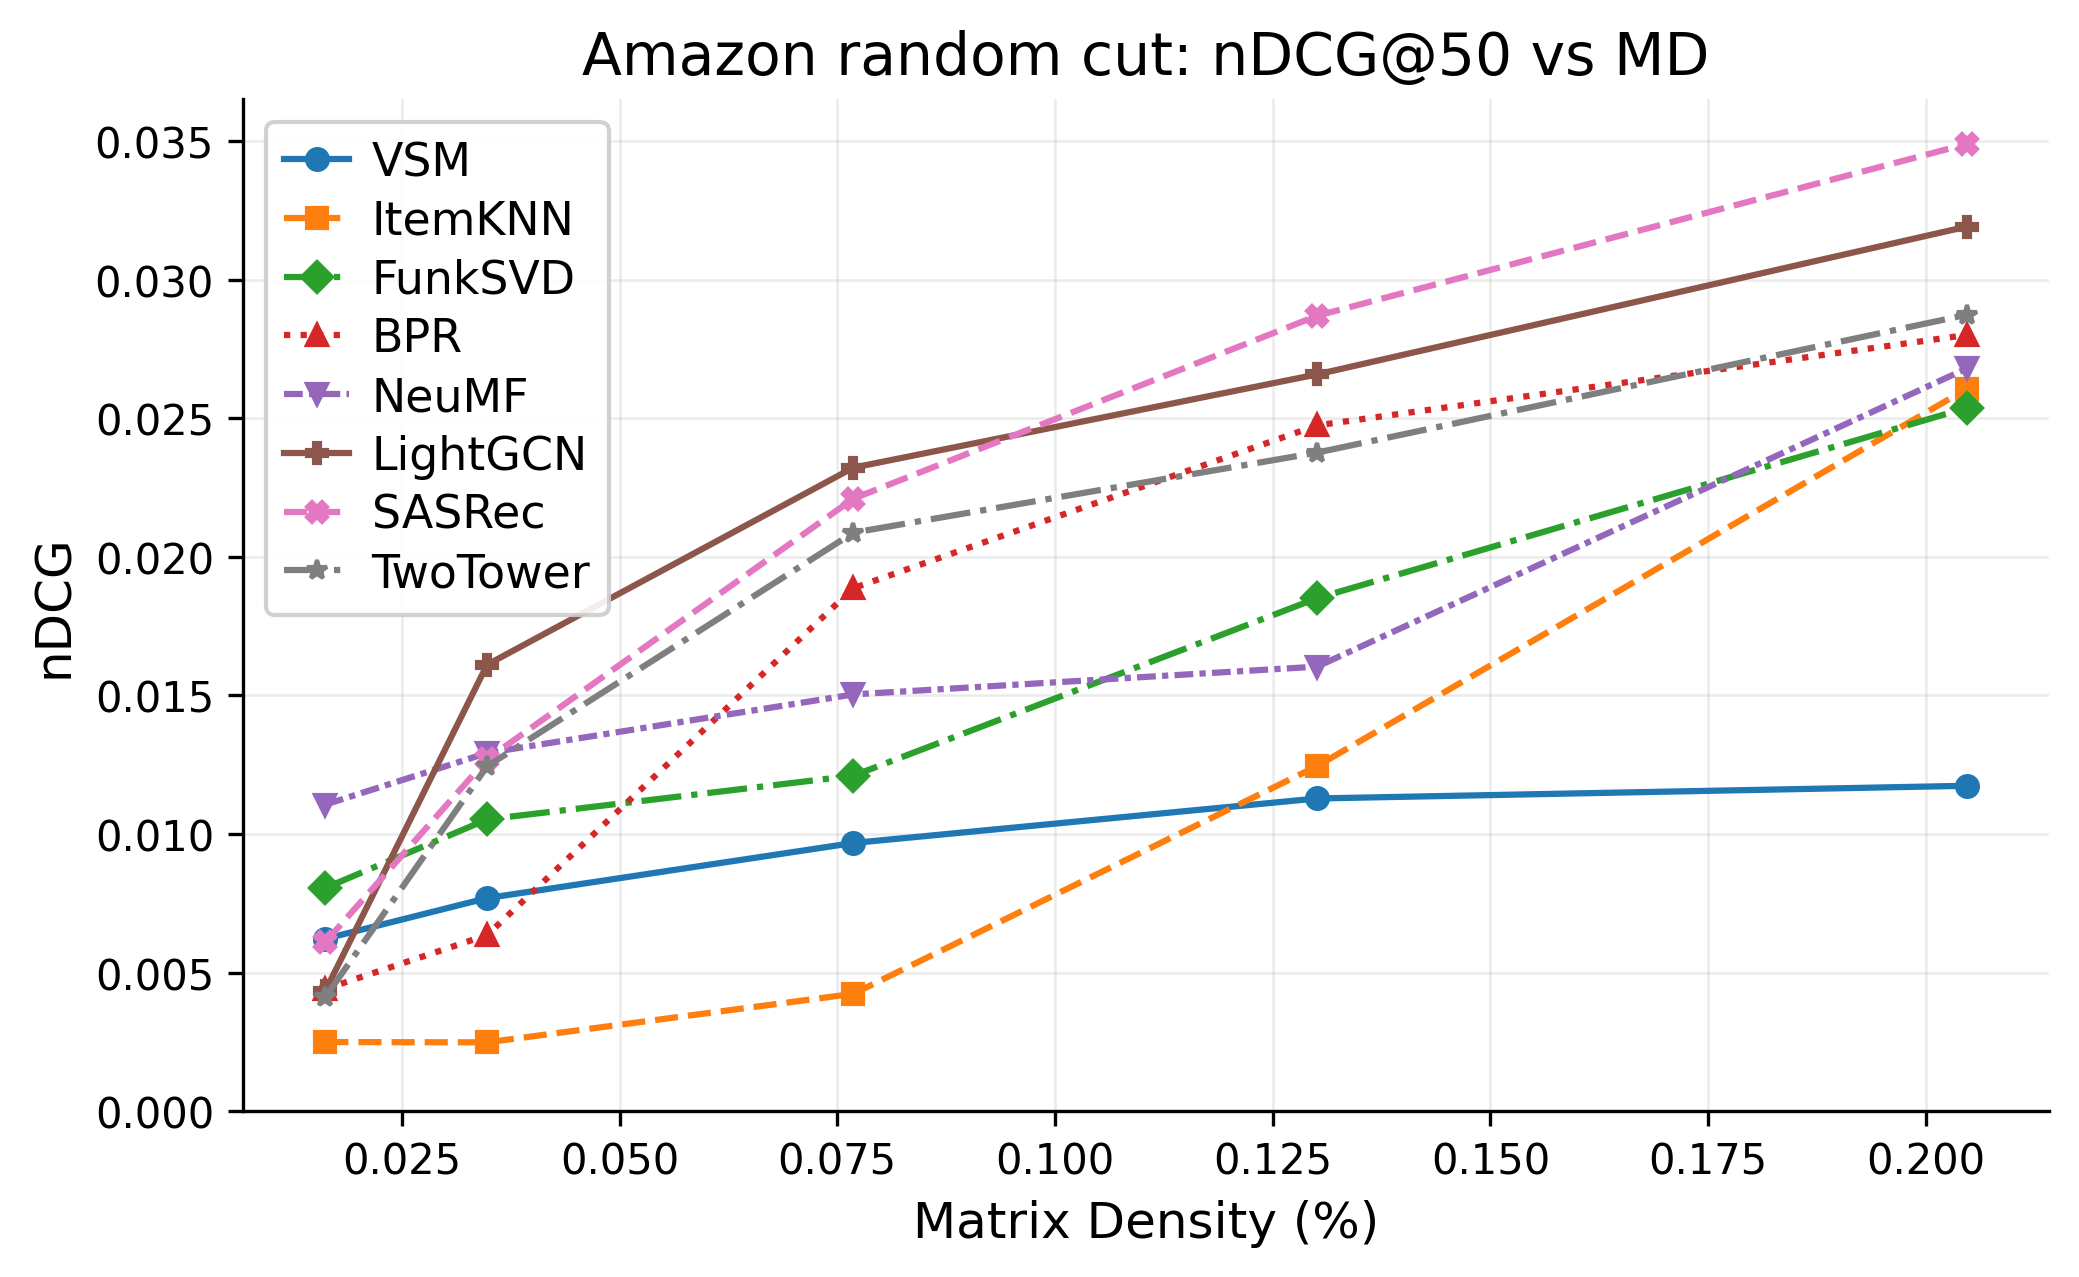 Amazon random cut: nDCG@50 vs MD
0.035
0.030
0.025
0.020
0.015
0.010
0.005
0.000
nDCG
VSM
ItemKNN
FunkSVD
BPR
NeuMF
LightGCN
SASRec
TwoTower
0.025 0.050 0.075 0.100 0.125 0.150 0.175 0.200
Matrix Density (%)